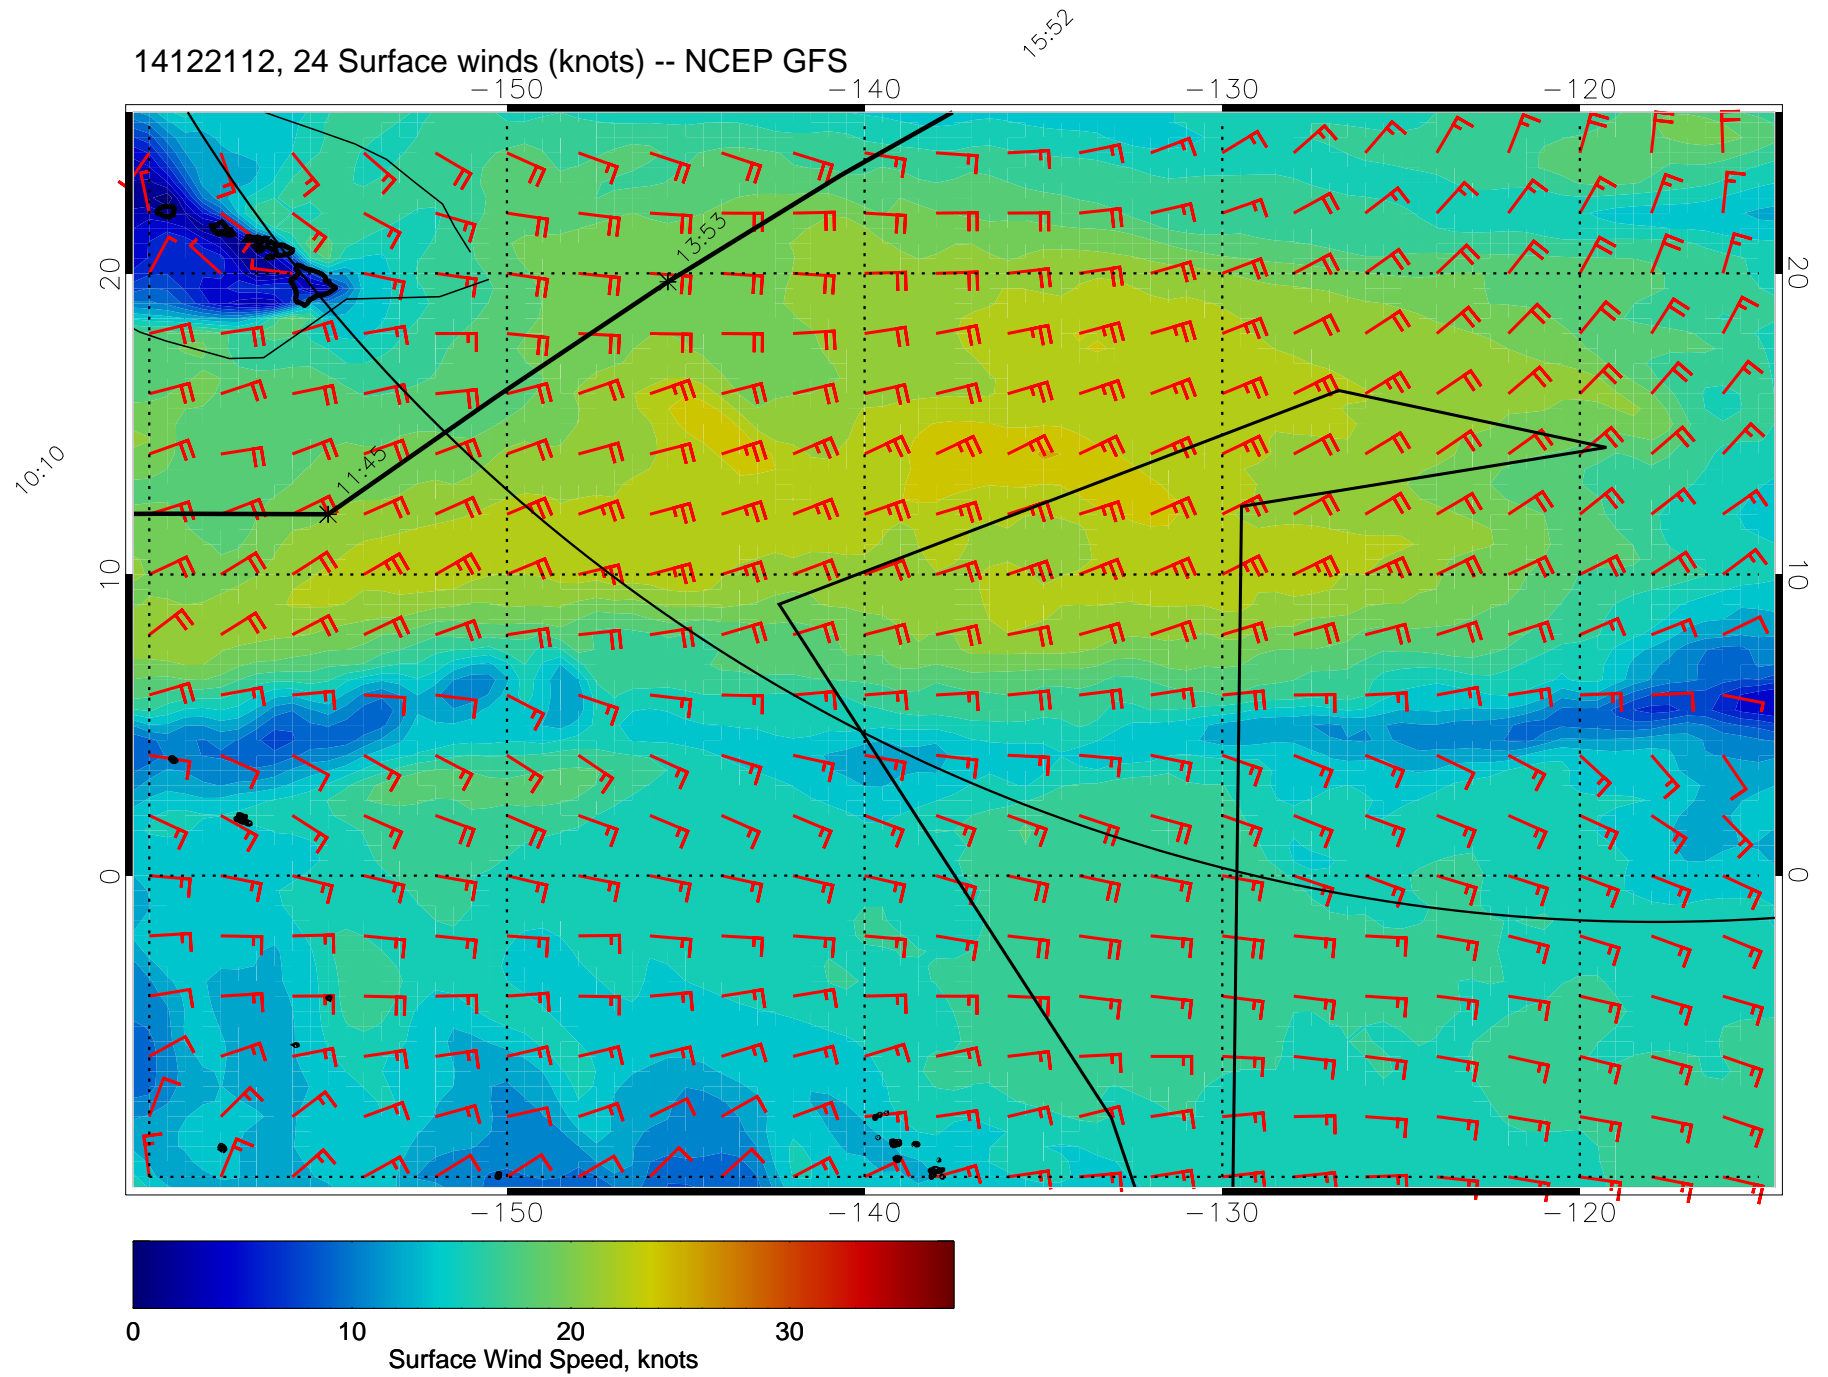 15:52
14122112, 24 Surface winds (knots) -- NCEP GFS
-150 -140 -130 -120
13:53
20 20
11:45
10:10
10 10
0 0
-150 -140 -130 -120
0 10 20 30
Surface Wind Speed, knots